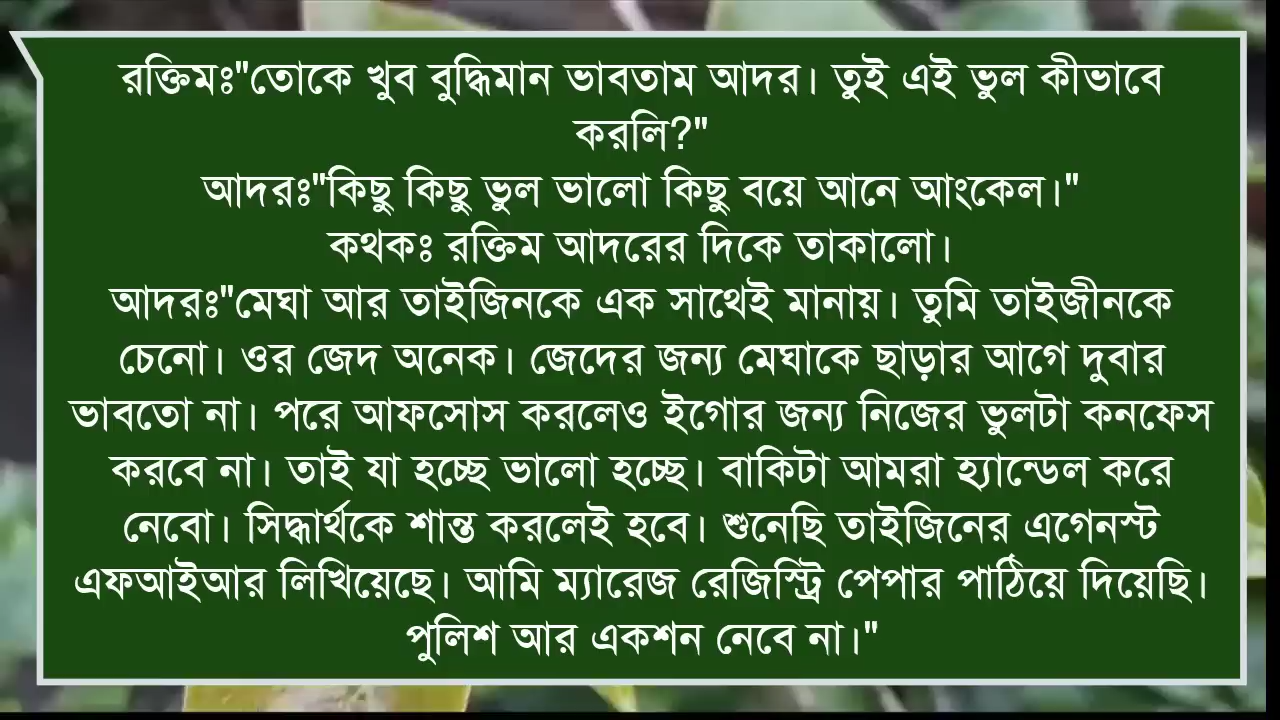 রক্তিমঃ"তোকে খুব বুদ্ধিমান ভাবতাম আদর। তুই এই ভুল কীভাবে
করলি?"
আদরঃ"কিছু কিছু ভুল ভালো কিছু বয়ে আনে আংকেল।"
কথকঃ রক্তিম আদরের দিকে তাকালো।
আদরঃ"মেঘা আর তাইজিনকে এক সাথেই মানায়। তুমি তাইজীনকে
চেনো। ওর জেদ অনেক। জেদের জন্য মেঘাকে ছাড়ার আগে দুবার
ভাবতো না। পরে আফসোস করলেও ইগোর জন্য নিজের ভুলটা কনফেস
করবে না। তাই যা হচ্ছে ভালো হচ্ছে। বাকিটা আমরা হ্যান্ডেল করে
নেবো। সিদ্ধার্থকে শান্ত করলেই হবে। শুনেছি তাইজিনের এগেনস্ট
এফআইআর লিখিয়েছে। আমি ম্যারেজ রেজিস্ট্রি পেপার পাঠিয়ে দিয়েছি।
পুলিশ আর একশন নেবে না।"